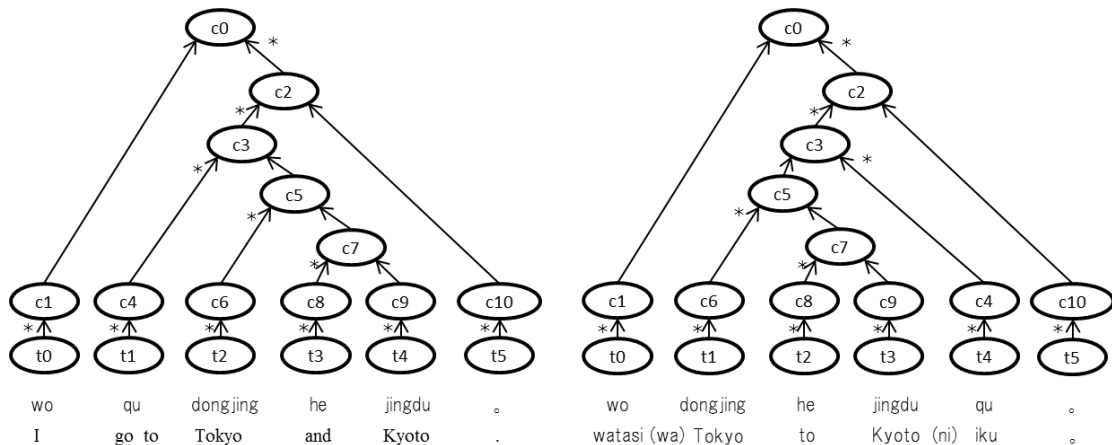 c0 c0
* *
c2 c2
* *
c3 c3
* *
c5 c5
* *
c7 c7
* *
c1 c4 c6 c8 c9 c10 c1 c6 c8 c9 c4 c10
* * * * * * * * * * * *
t0 t1 t2 t3 t4 t5 t0 t1 t2 t3 t4 t5
wo qu dongjing he jingdu 。 wo dongjing he jingdu qu 。
I go to Tokyo and Kyoto . watasi (wa) Tokyo to Kyoto (ni) iku 。